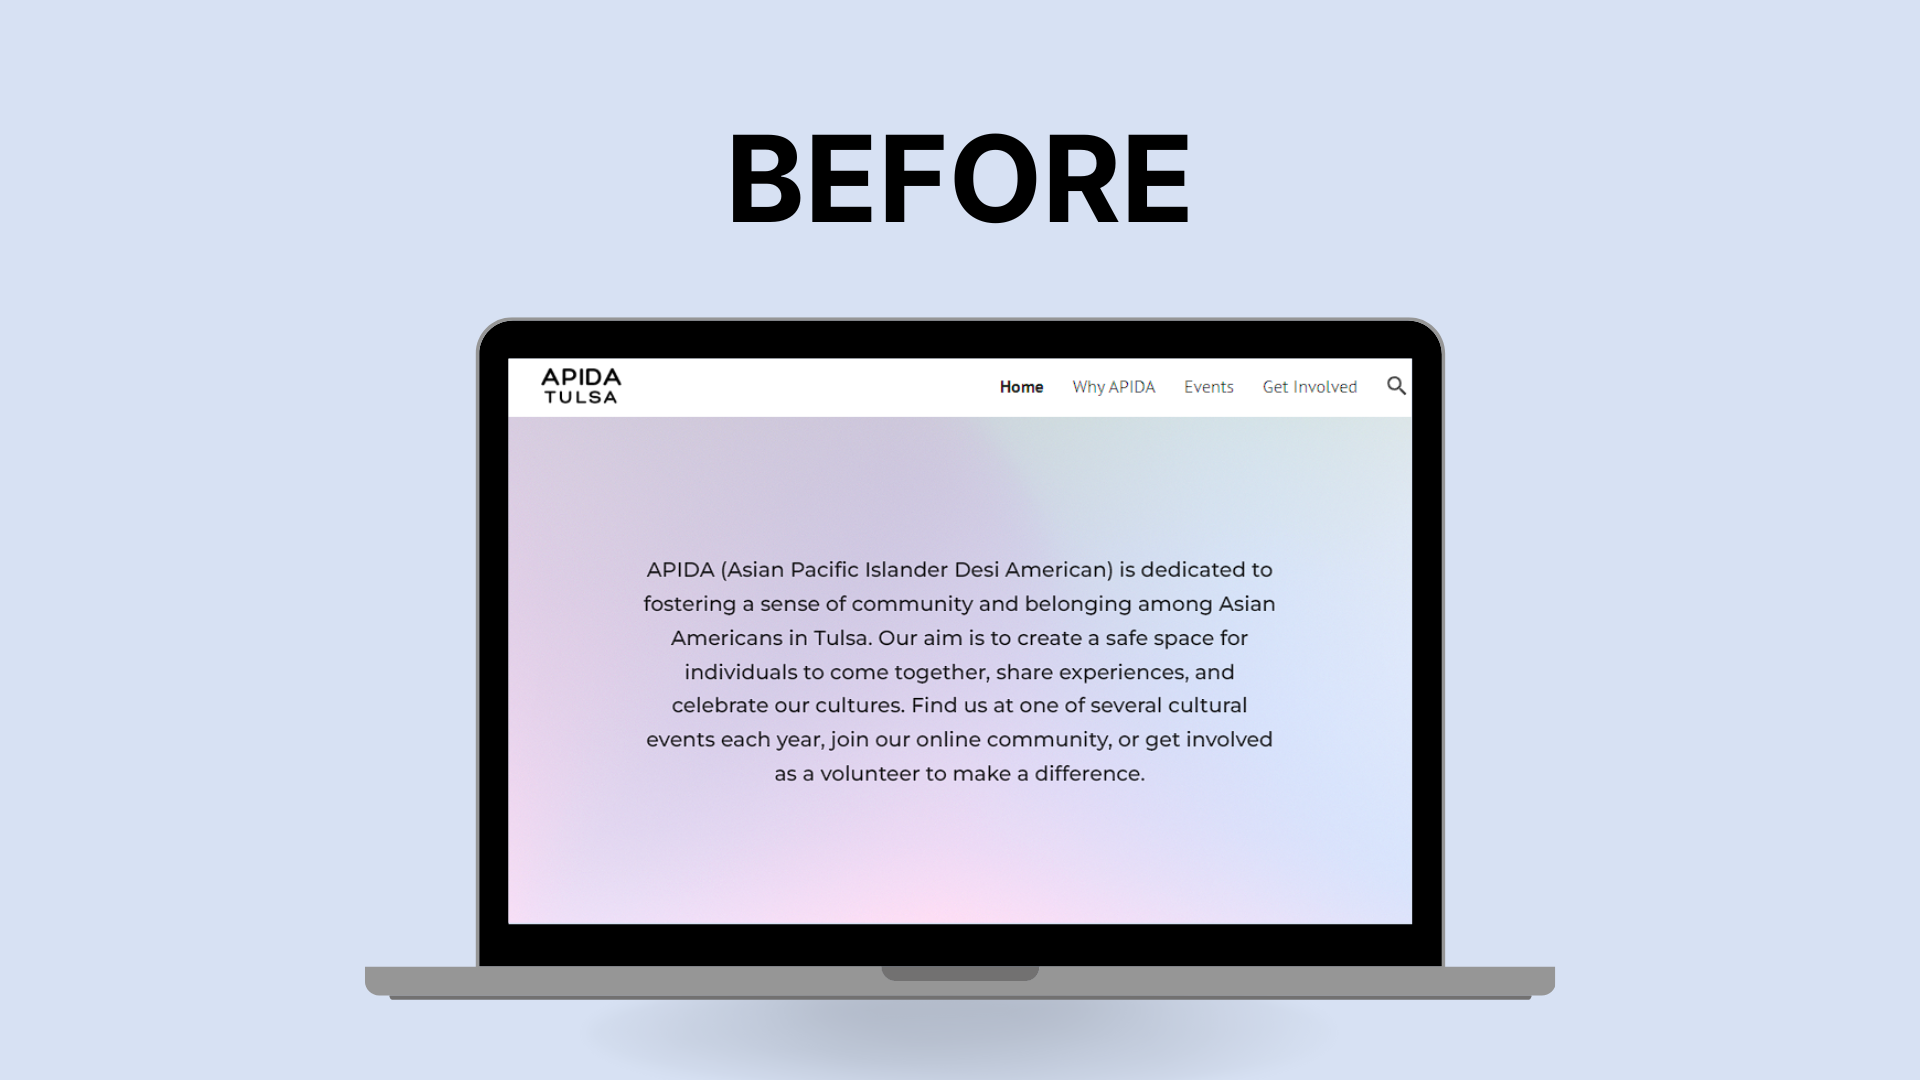 BEFORE
APIDA
TULSA
Home Why APIDA Events Get Involved
APIDA (Asian Pacific Islander Desi American) is dedicated to
fostering a sense of community and belonging among Asian
Americans in Tulsa. Our aim is to create a safe space for
individuals to come together, share experiences, and
celebrate our cultures. Find us at one of several cultural
events each year, join our online community, or get involved
as a volunteer to make a difference.